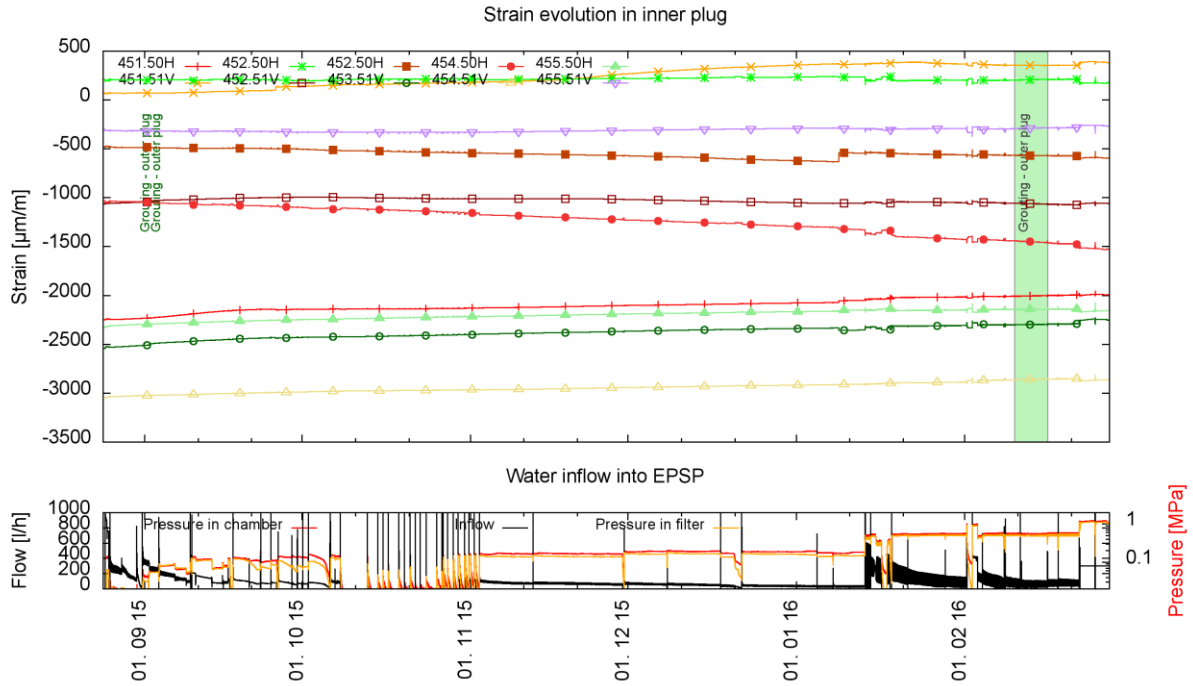 Strain evolution in inner plug
500
0
-500
-1000
-1500
-2000
-2500
-3000
-3500
Strain [µm/m]
451.50H 452.50H 452.50H 454.50H 455.50H
451.51V 452.51V 453.51V 454.51V 455.51V
Grouting - outer plug
Grouting - outer plug
Grouting - outer plug
Water inflow into EPSP
1000
800
600
400
200
0
Flow [l/h]
Pressure in chamber Inflow Pressure in filter
1
0.1
Pressure [MPa]
01. 09 15
01. 10 15
01. 11 15
01. 12 15
01. 01 16
01. 02 16